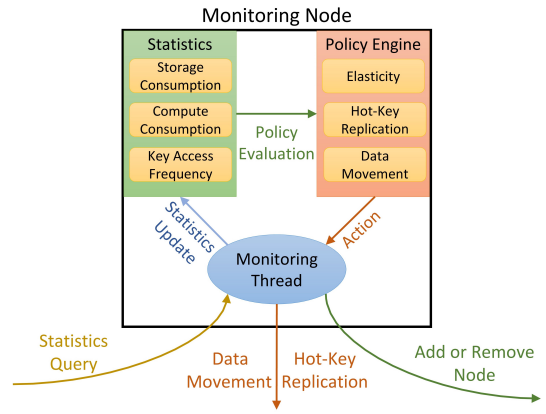 Monitoring Node
Statistics
Storage
Consumption
Compute
Consumption
Key Access
Frequency
Policy
Evaluation
Policy Engine
Elasticity
Hot-Key
Replication
Data
Movement
Statistics
Update
Action
Monitoring
Thread
Statistics
Query
Data
Movement
Hot-Key
Replication
Add or Remove
Node